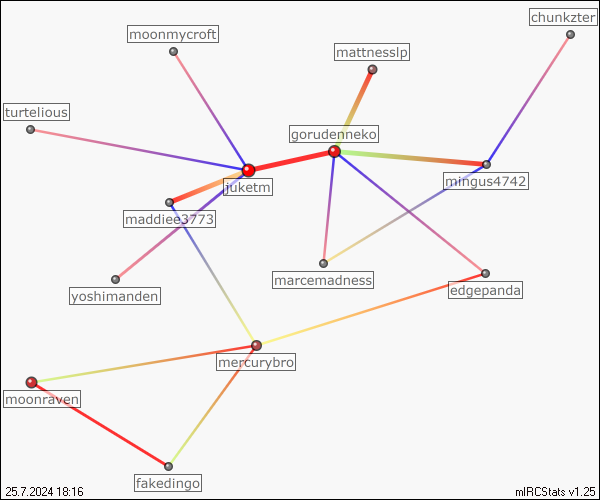 chunkzter
moonmycroft
mattnesslp
turtelious
gorudenneko
mingus4742
juketm
maddiee3773
marcemadness
edgepanda
yoshimanden
mercurybro
moonraven
fakedingo
25.7.2024 18:16
mIRCStats v1.25